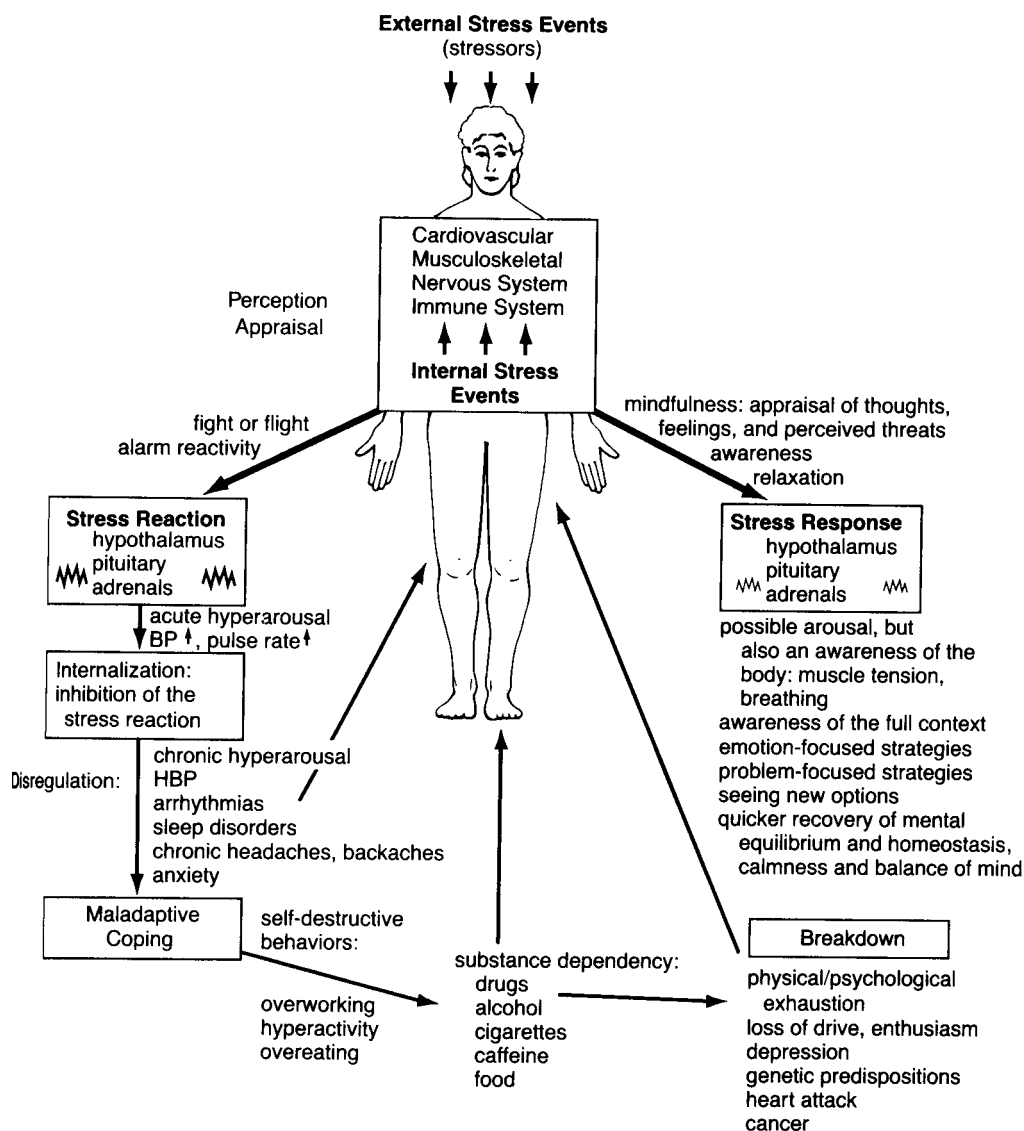 External Stress Events
(stressors)
Cardiovascular
Musculoskeletal
Nervous System
Immune System
Internal Stress
Events
Perception
Appraisal
fight or flight
alarm reactivity
mindfulness: appraisal of thoughts,
feelings, and perceived threats
awareness
relaxation
Stress Reaction
hypothalamus
pituitary
adrenals
acute hyperarousal
BP↑, pulse rate↑
Internalization:
inhibition of the
stress reaction
Disregulation:
chronic hyperarousal
HBP
arrhythmias
sleep disorders
chronic headaches, backaches
anxiety
Maladaptive
Coping
self-destructive
behaviors:
overworking
hyperactivity
overeating
substance dependency:
drugs
alcohol
cigarettes
caffeine
food
Stress Response
hypothalamus
pituitary
adrenals
possible arousal, but
also an awareness of the
body: muscle tension,
breathing
awareness of the full context
emotion-focused strategies
problem-focused strategies
seeing new options
quicker recovery of mental
equilibrium and homeostasis,
calmness and balance of mind
Breakdown
physical/psychological
exhaustion
loss of drive, enthusiasm
depression
genetic predispositions
heart attack
cancer